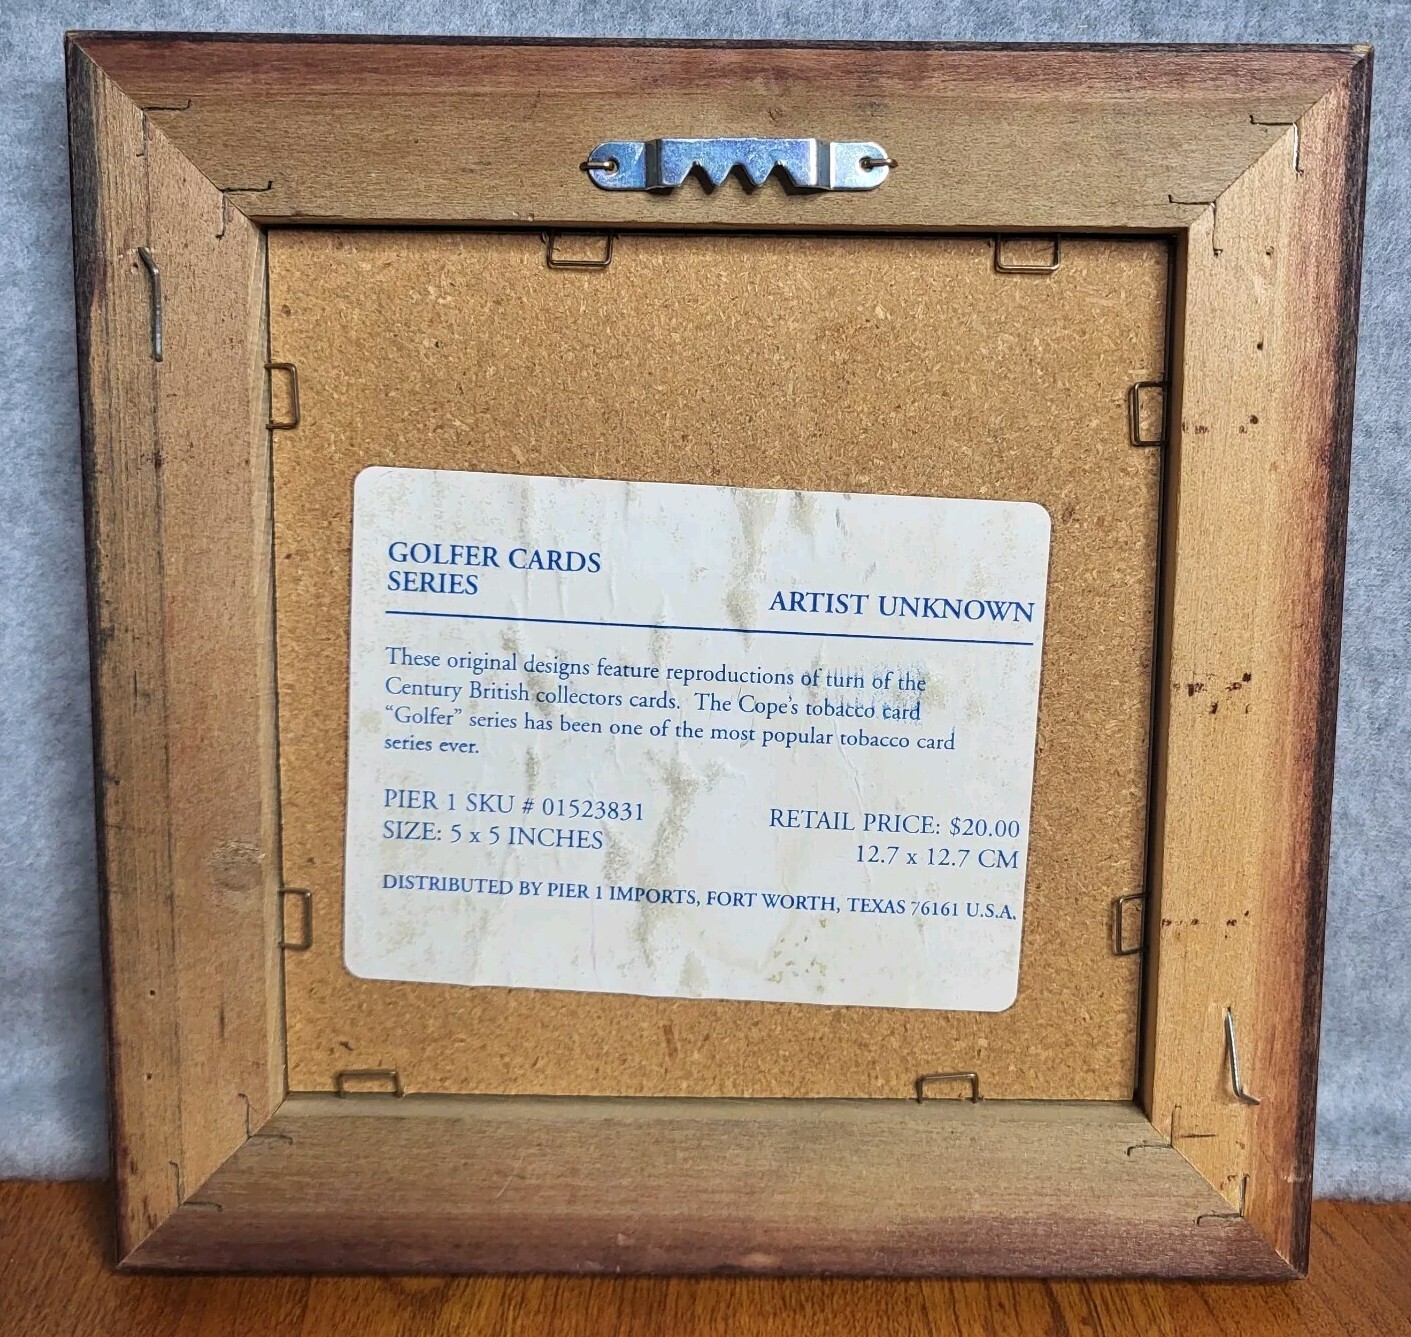 GOLFER CARDS
SERIES
ARTIST UNKNOWN
These original designs feature reproductions of turn of the
Century British collectors cards. The Cope's tobacco card
"Golfer" series has been one of the most popular tobacco card
series ever.
PIER 1 SKU # 01523831
RETAIL PRICE: $20.00
SIZE: 5 x 5 INCHES
12.7 x 12.7 CM
DISTRIBUTED BY PIER 1 IMPORTS, FORT WORTH, TEXAS 76161 U.S.A.